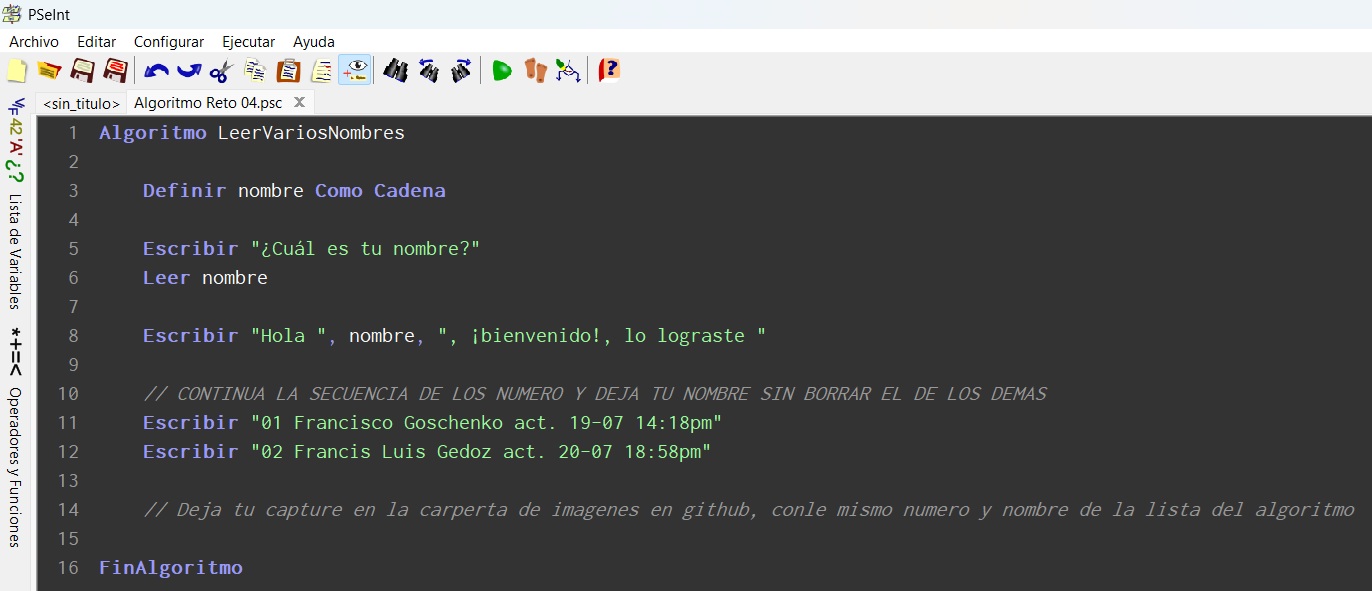 PSeInt
Archivo Editar Configurar Ejecutar Ayuda
<sin_titulo> Algoritmo Reto 04.psc X
1 Algoritmo LeerVariosNombres
2
3 Definir nombre Como Cadena
4
5 Escribir "¿Cuál es tu nombre?"
6 Leer nombre
7
8 Escribir "Hola ", nombre, ", ¡bienvenido!, lo lograste "
9
10 // CONTINUA LA SECUENCIA DE LOS NUMERO Y DEJA TU NOMBRE SIN BORRAR EL DE LOS DEMAS
11 Escribir "01 Francisco Goschenko act. 19-07 14:18pm"
12 Escribir "02 Francis Luis Gedoz act. 20-07 18:58pm"
13
14 // Deja tu capture en la carperta de imagenes en github, conle mismo numero y nombre de la lista del algoritmo
15
16 FinAlgoritmo
V/F 42 'A' ¿? Lista de Variables
*+=< Operadores y Funciones